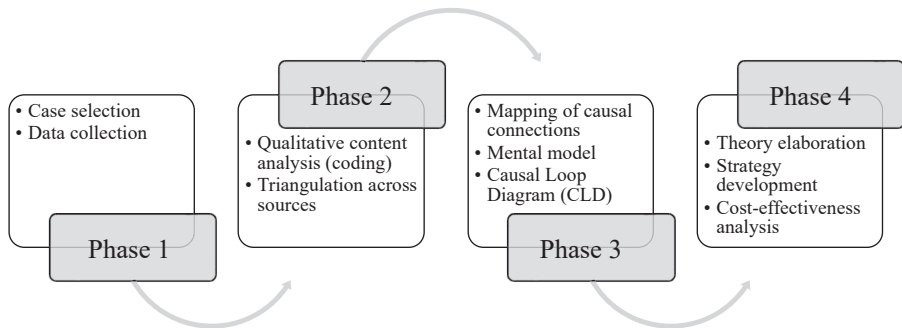 • Case selection
• Data collection
Phase 1
Phase 2
• Qualitative content
analysis (coding)
• Triangulation across
sources
• Mapping of causal
connections
• Mental model
• Causal Loop
Diagram (CLD)
Phase 3
Phase 4
• Theory elaboration
• Strategy
development
• Cost-effectiveness
analysis